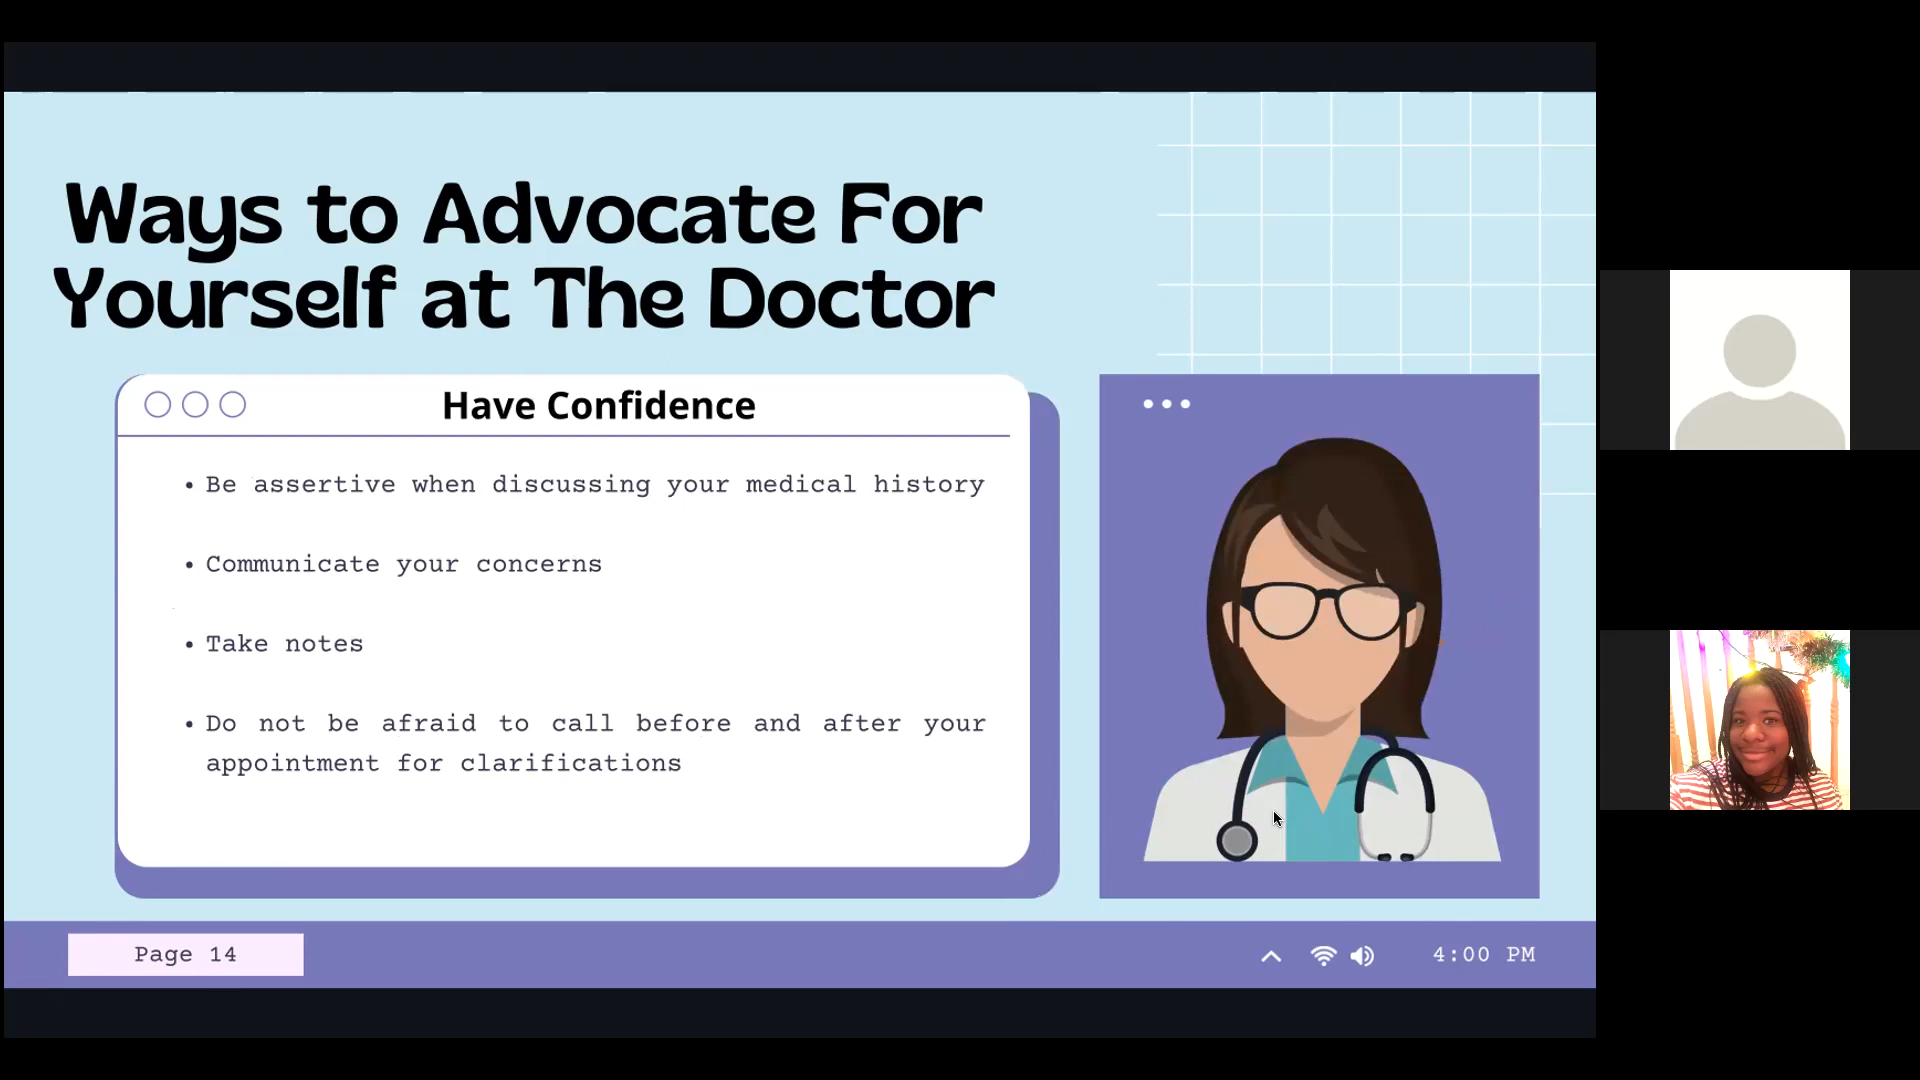 Ways to Advocate For
Yourself at The Doctor
Have Confidence
• Be assertive when discussing your medical history
• Communicate your concerns
• Take notes
• Do not be afraid to call before and after your
appointment for clarifications
Page 14
4:00 PM